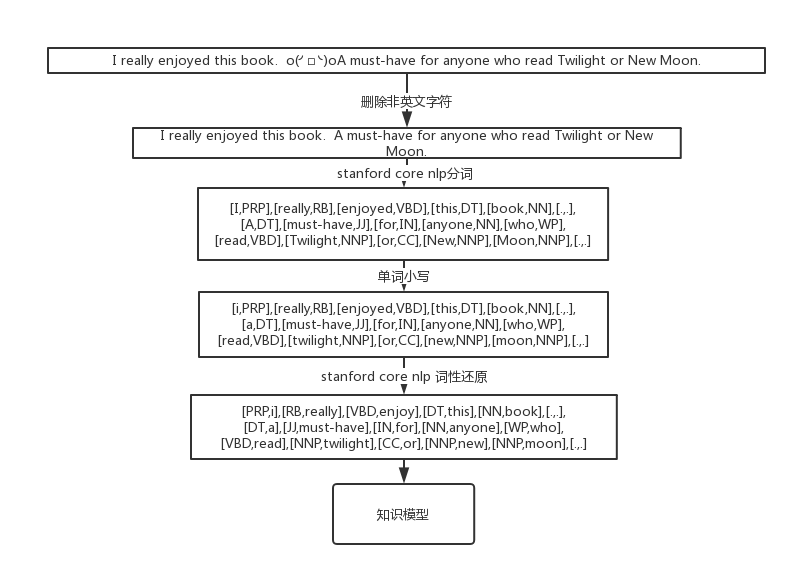 I really enjoyed this book.  o(╯□╰)oA must-have for anyone who read Twilight or New Moon.
删除非英文字符
I really enjoyed this book.  A must-have for anyone who read Twilight or New
Moon.
stanford core nlp分词
[I,PRP],[really,RB],[enjoyed,VBD],[this,DT],[book,NN],[.,.],
[A,DT],[must-have,JJ],[for,IN],[anyone,NN],[who,WP],
[read,VBD],[Twilight,NNP],[or,CC],[New,NNP],[Moon,NNP],[.,.]
单词小写
[i,PRP],[really,RB],[enjoyed,VBD],[this,DT],[book,NN],[.,.],
[a,DT],[must-have,JJ],[for,IN],[anyone,NN],[who,WP],
[read,VBD],[twilight,NNP],[or,CC],[new,NNP],[moon,NNP],[.,.]
stanford core nlp 词性还原
[PRP,i],[RB,really],[VBD,enjoy],[DT,this],[NN,book],[.,.],
[DT,a],[JJ,must-have],[IN,for],[NN,anyone],[WP,who],
[VBD,read],[NNP,twilight],[CC,or],[NNP,new],[NNP,moon],[.,.]
知识模型